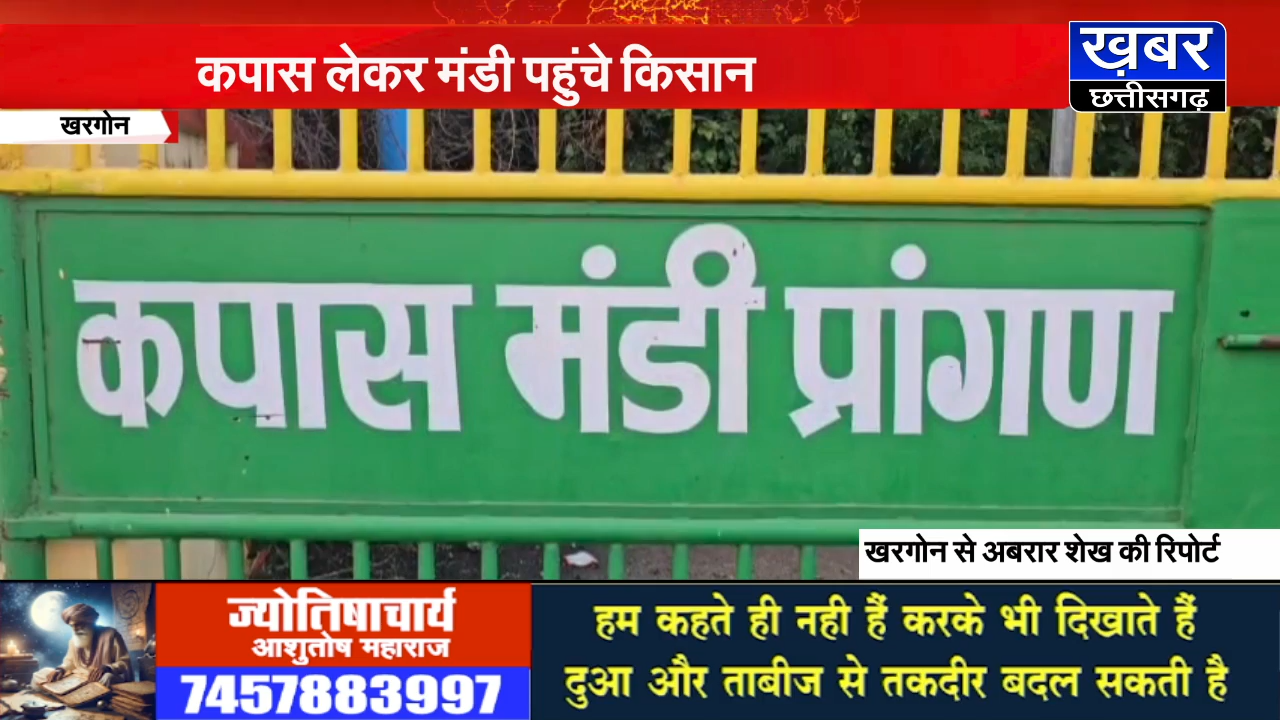 कपास लेकर मंडी पहुंचे किसान
ख़बर
छत्तीसगढ़
खरगोन
कपास मंडी प्रांगण
खरगोन से अबरार शेख की रिपोर्ट
ज्योतिषाचार्य
आशुतोष महाराज
7457883997
हम कहते ही नही हैं करके भी दिखाते हैं
दुआ और ताबीज से तकदीर बदल सकती है